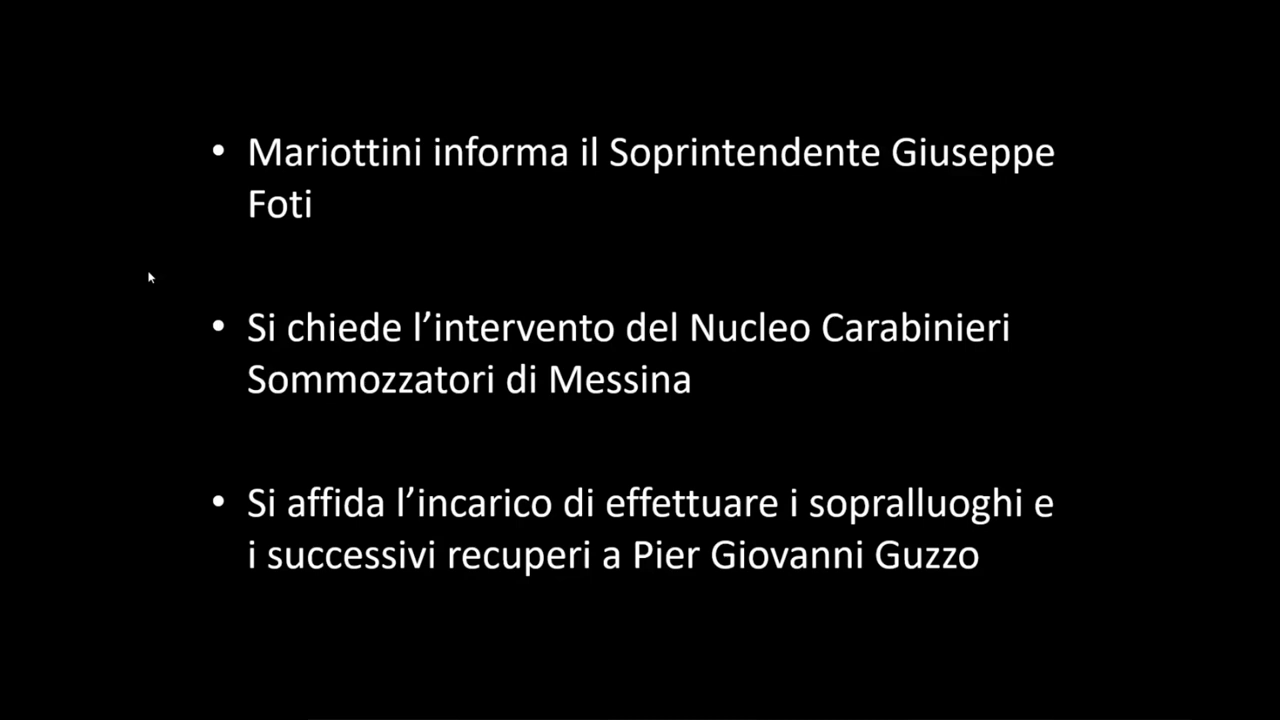 • Mariottini informa il Soprintendente Giuseppe
Foti
• Si chiede l’intervento del Nucleo Carabinieri
Sommozzatori di Messina
• Si affida l’incarico di effettuare i sopralluoghi e
i successivi recuperi a Pier Giovanni Guzzo